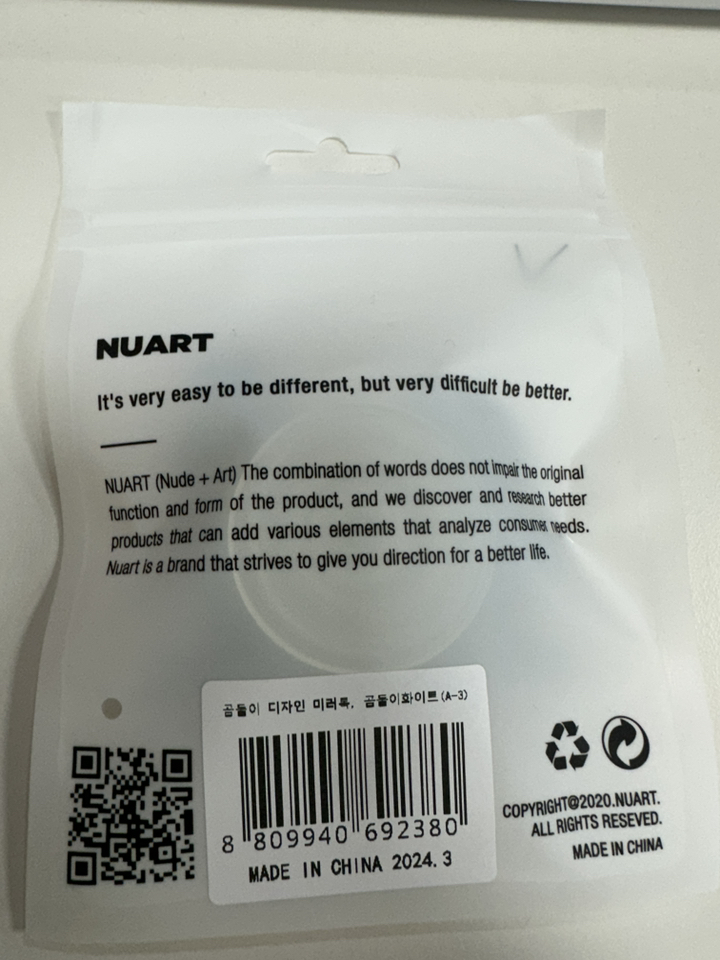 NUART
It's very easy to be different, but very difficult be better.
NUART (Nude + Art) The combination of words does not impair the original
function and form of the product, and we discover and research better
products that can add various elements that analyze consumer needs.
Nuart is a brand that strives to give you direction for a better life.
곰돌이 디자인 미러톡. 곰돌이화이트(A-3)
8 809940 692380
MADE IN CHINA 2024. 3
COPYRIGHT@2020.NUART.
ALL RIGHTS RESEVED.
MADE IN CHINA